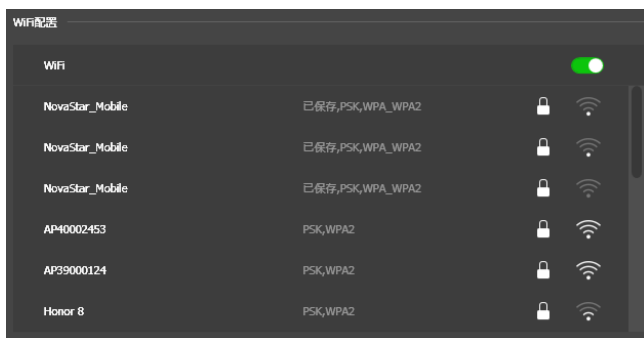 WiFi配置
WiFi
NovaStar_Mobile 已保存,PSK,WPA_WPA2
NovaStar_Mobile 已保存,PSK,WPA_WPA2
NovaStar_Mobile 已保存,PSK,WPA_WPA2
AP40002453 PSK,WPA2
AP39000124 PSK,WPA2
Honor 8 PSK,WPA2